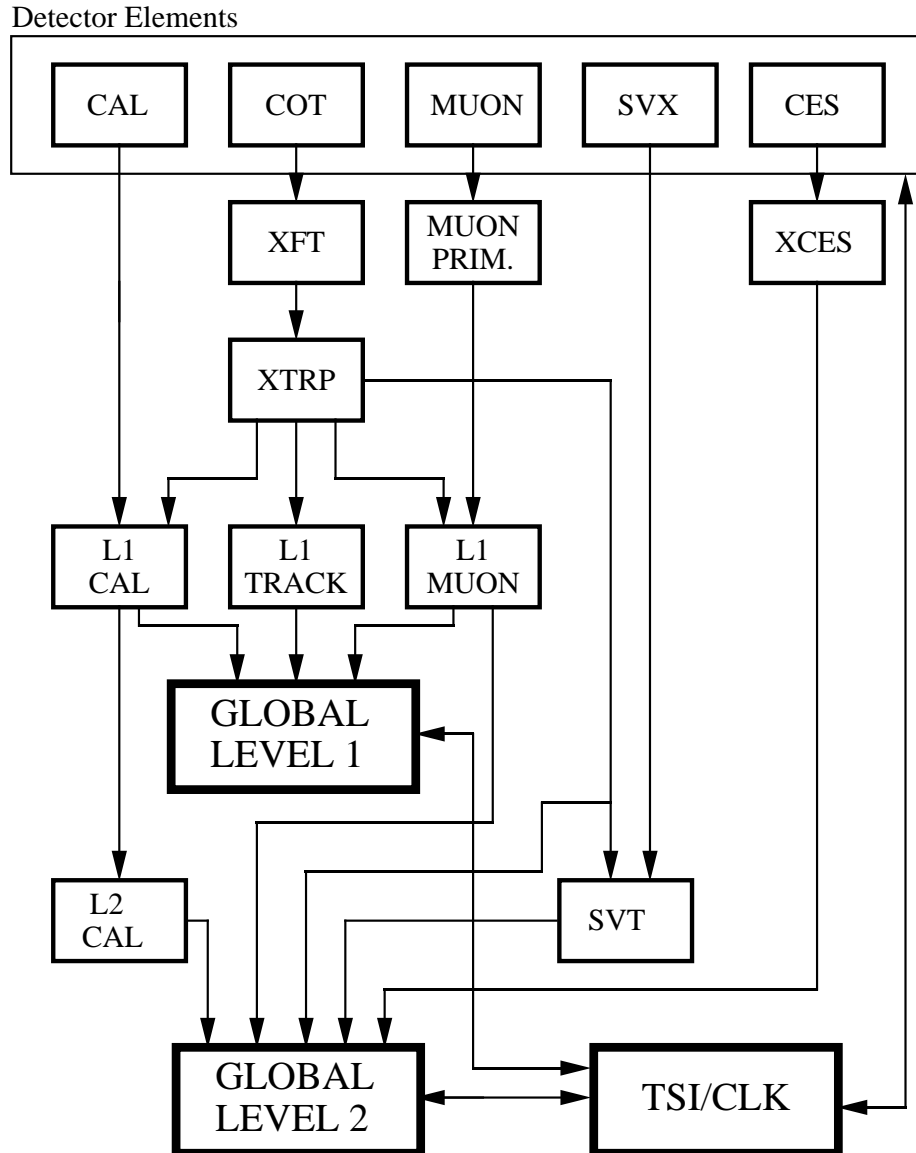 Detector Elements
CAL
COT
MUON
SVX
CES
XFT
MUON
PRIM.
XCES
XTRP
L1
CAL
L1
TRACK
L1
MUON
GLOBAL
LEVEL 1
L2
CAL
SVT
GLOBAL
LEVEL 2
TSI/CLK